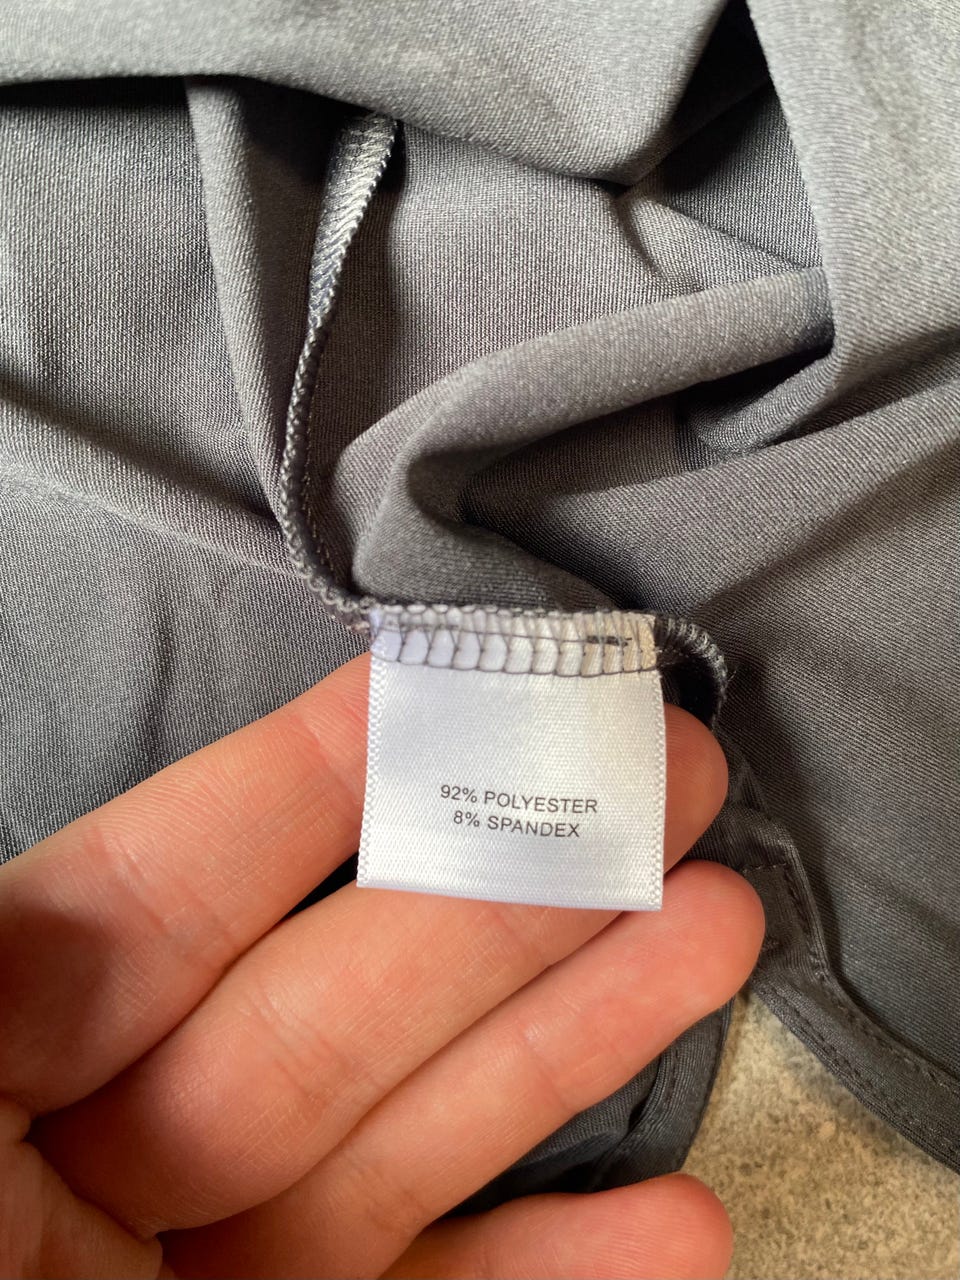 92% POLYESTER
8% SPANDEX